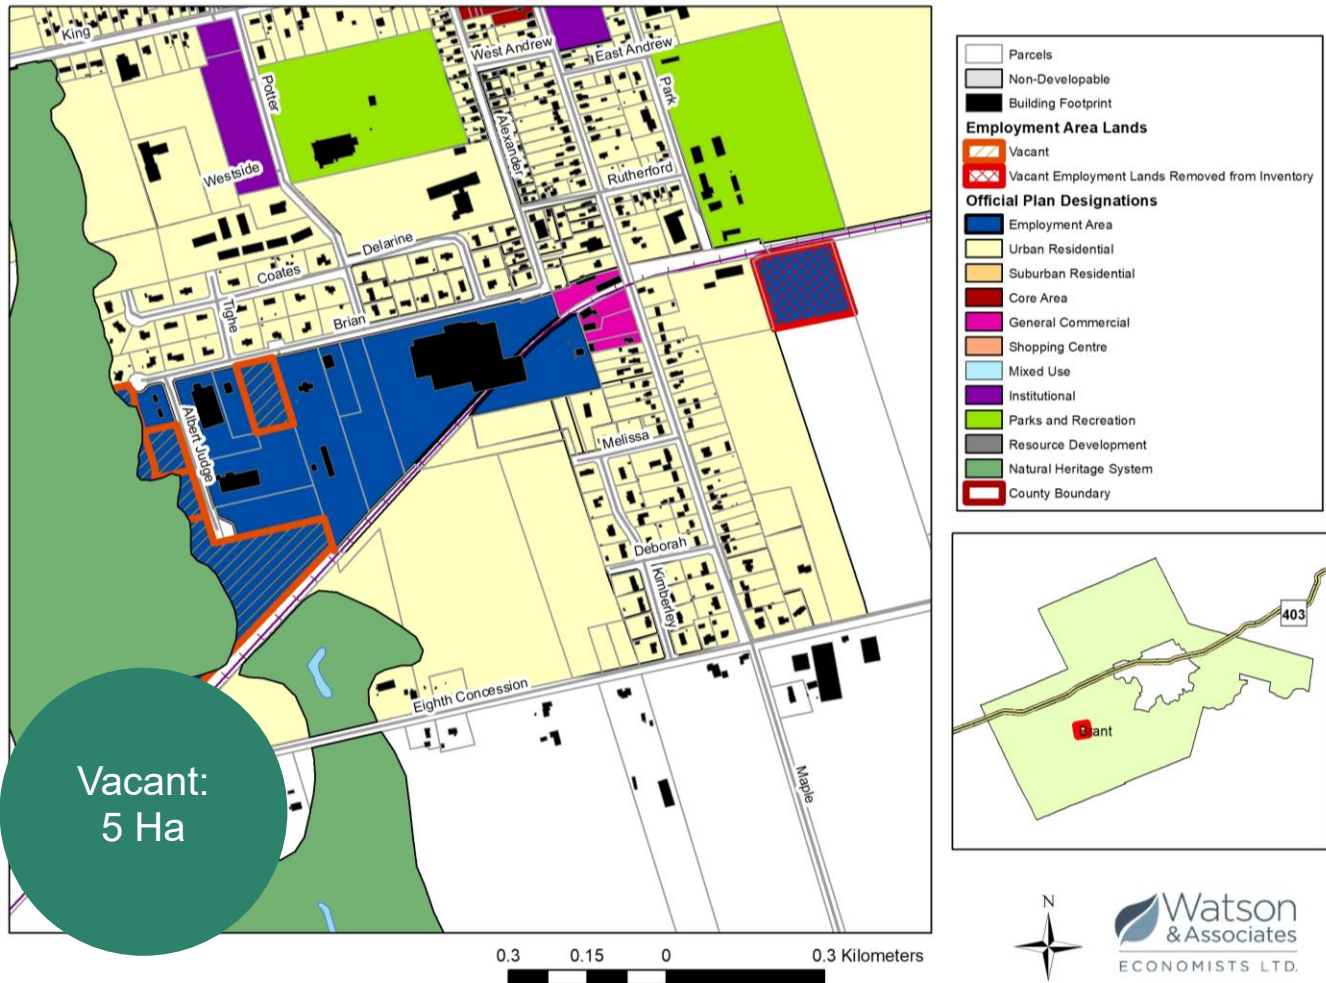 King
Potter
West Andrew
East Andrew
Park
Alexander
Westside
Rutherford
Delarine
Coates
Tighe
Brian
Albert Judge
Melissa
Deborah
Kimberley
Eighth Concession
Maple
Vacant:
5 Ha
Parcels
Non-Developable
Building Footprint
Employment Area Lands
Vacant
Vacant Employment Lands Removed from Inventory
Official Plan Designations
Employment Area
Urban Residential
Suburban Residential
Core Area
General Commercial
Shopping Centre
Mixed Use
Institutional
Parks and Recreation
Resource Development
Natural Heritage System
County Boundary
403
Brant
0.3 0.15 0 0.3 Kilometers
N
Watson
& Associates
ECONOMISTS LTD.